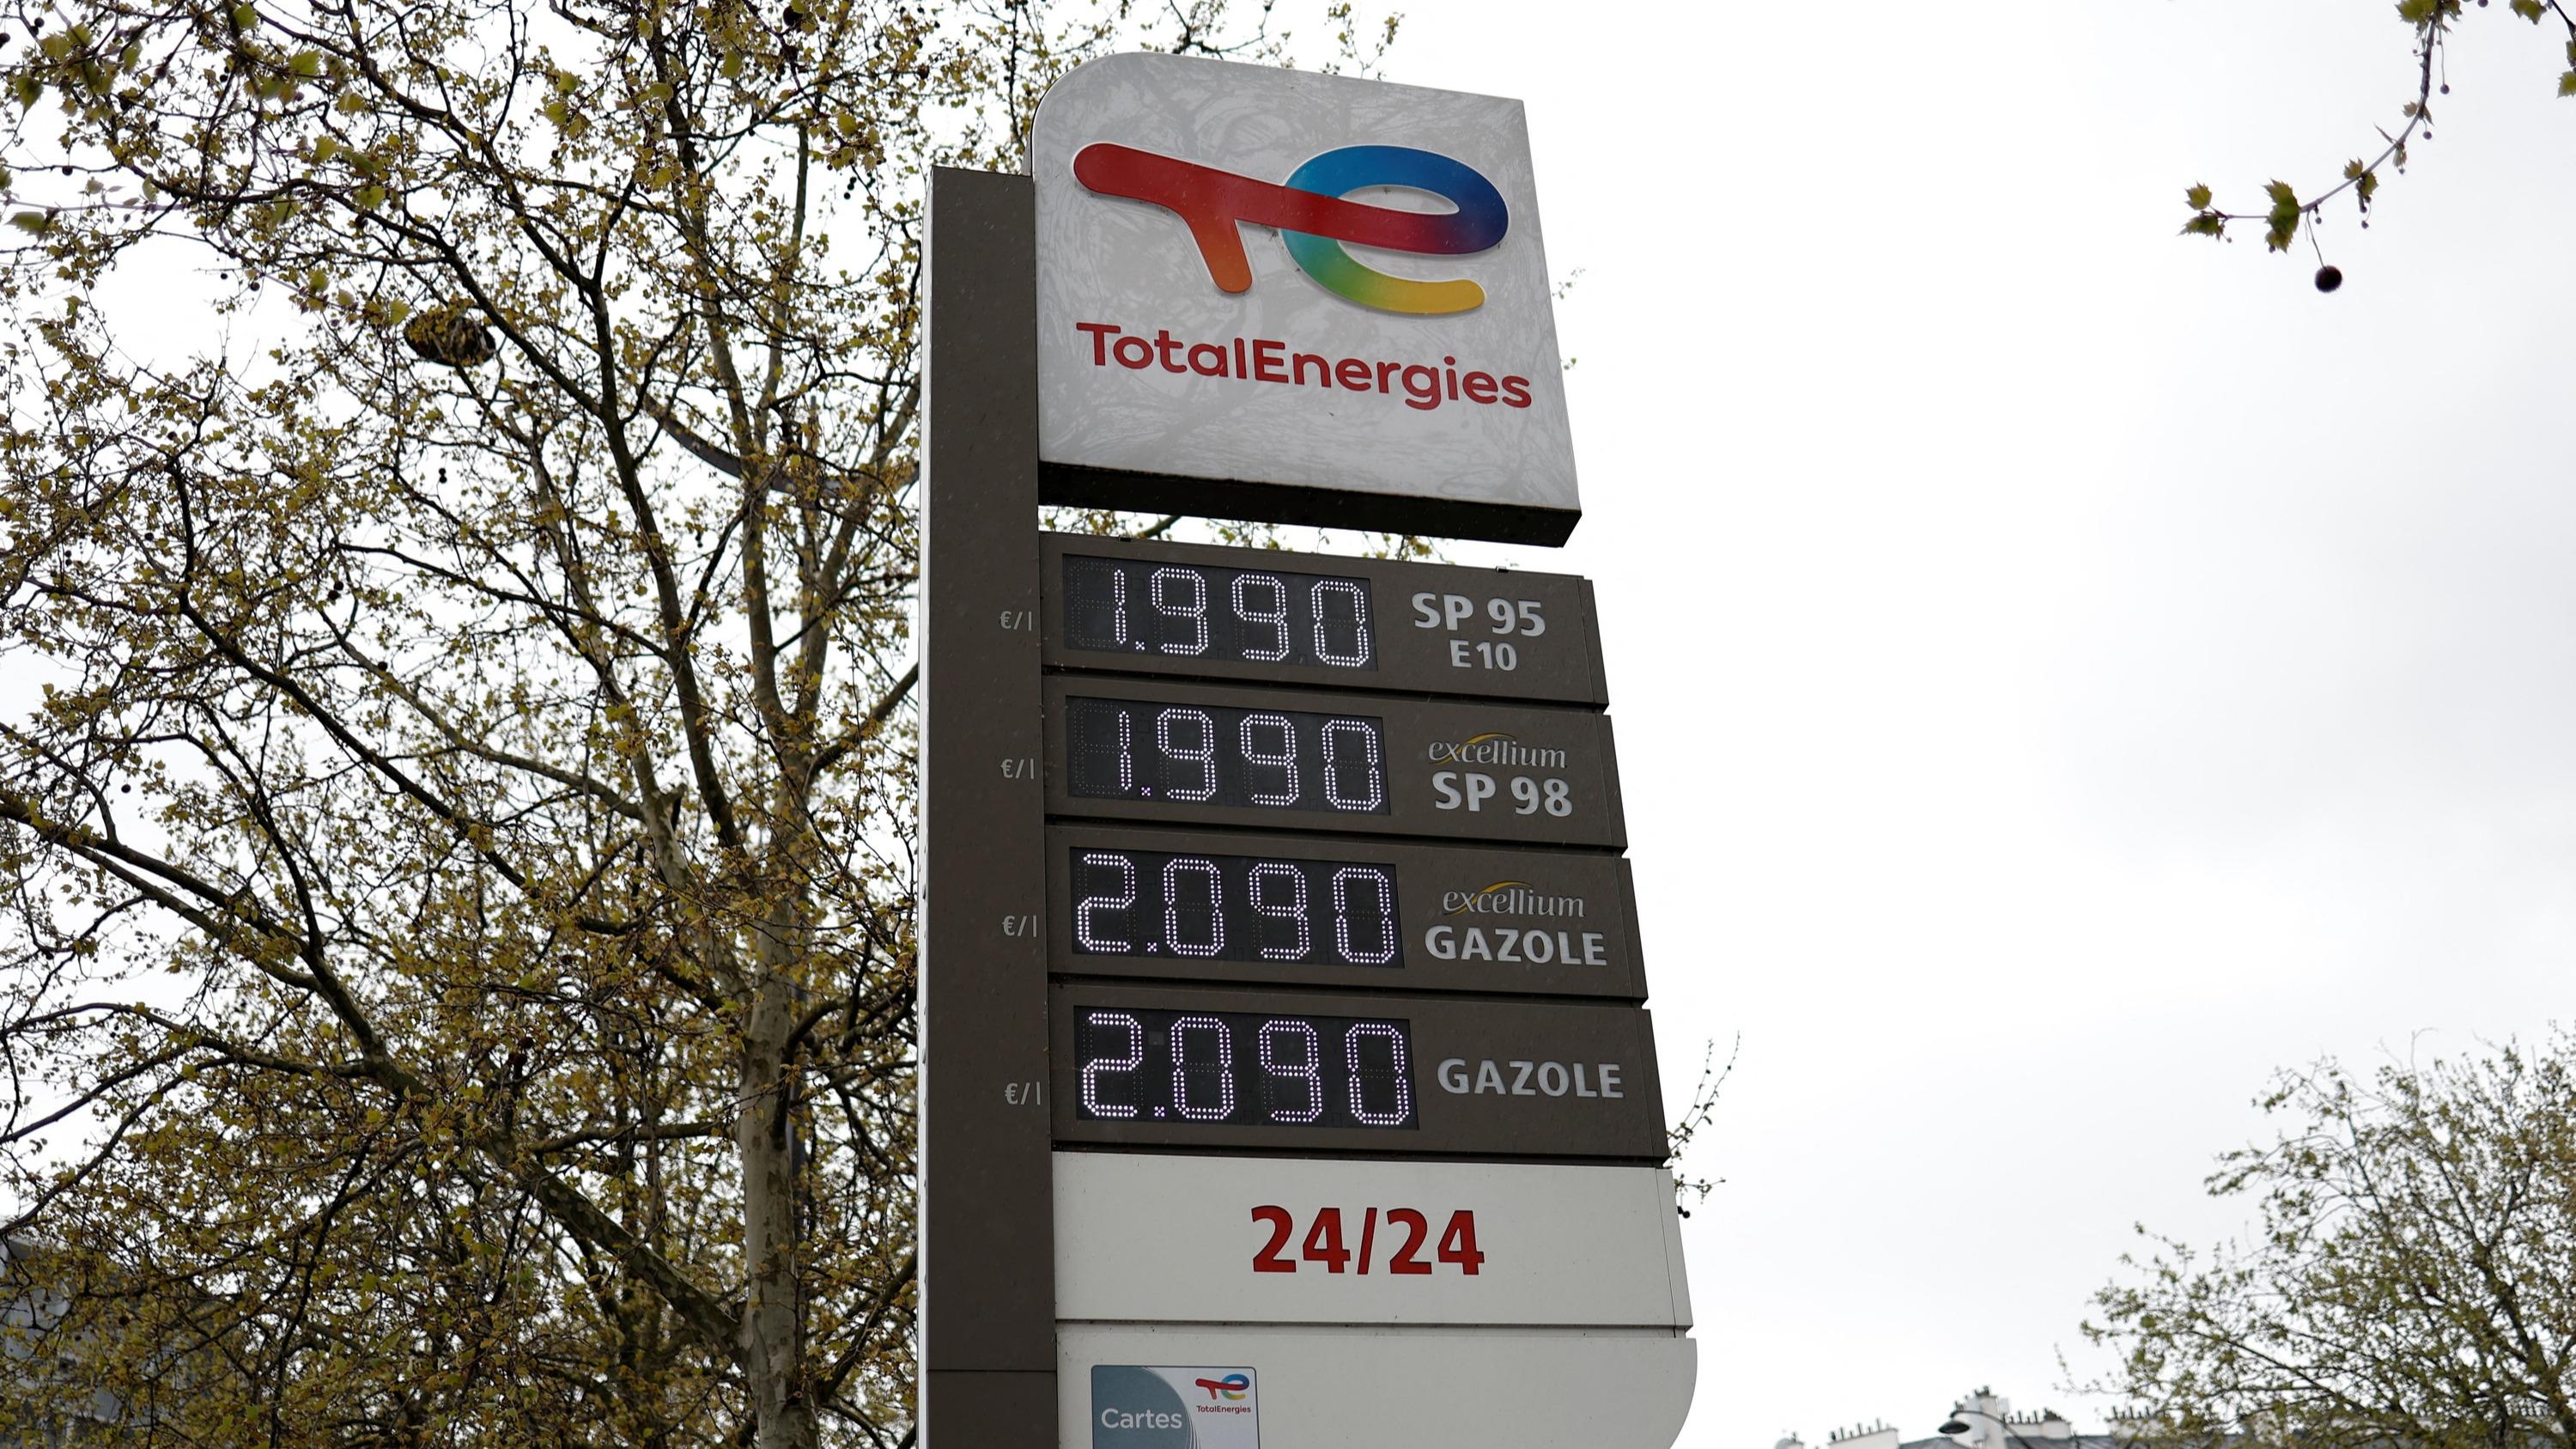 TotalEnergies
€/l 1.990 SP 95
E10
€/l 1.990 excellium
SP 98
€/l 2.090 excellium
GAZOLE
€/l 2.090 GAZOLE
24/24
Cartes TotalEnergies